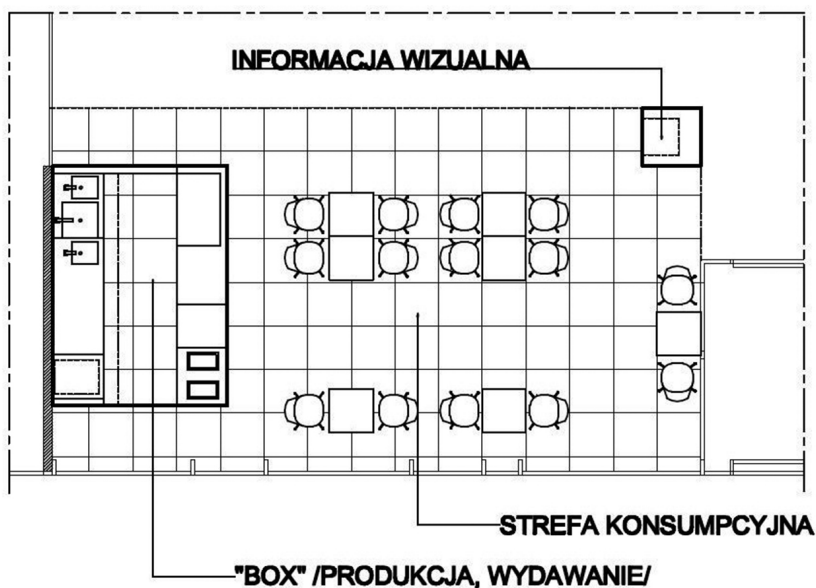 INFORMACJA WIZUALNA
STREFA KONSUMPCYJNA
"BOX" /PRODUKCJA, WYDAWANIE/